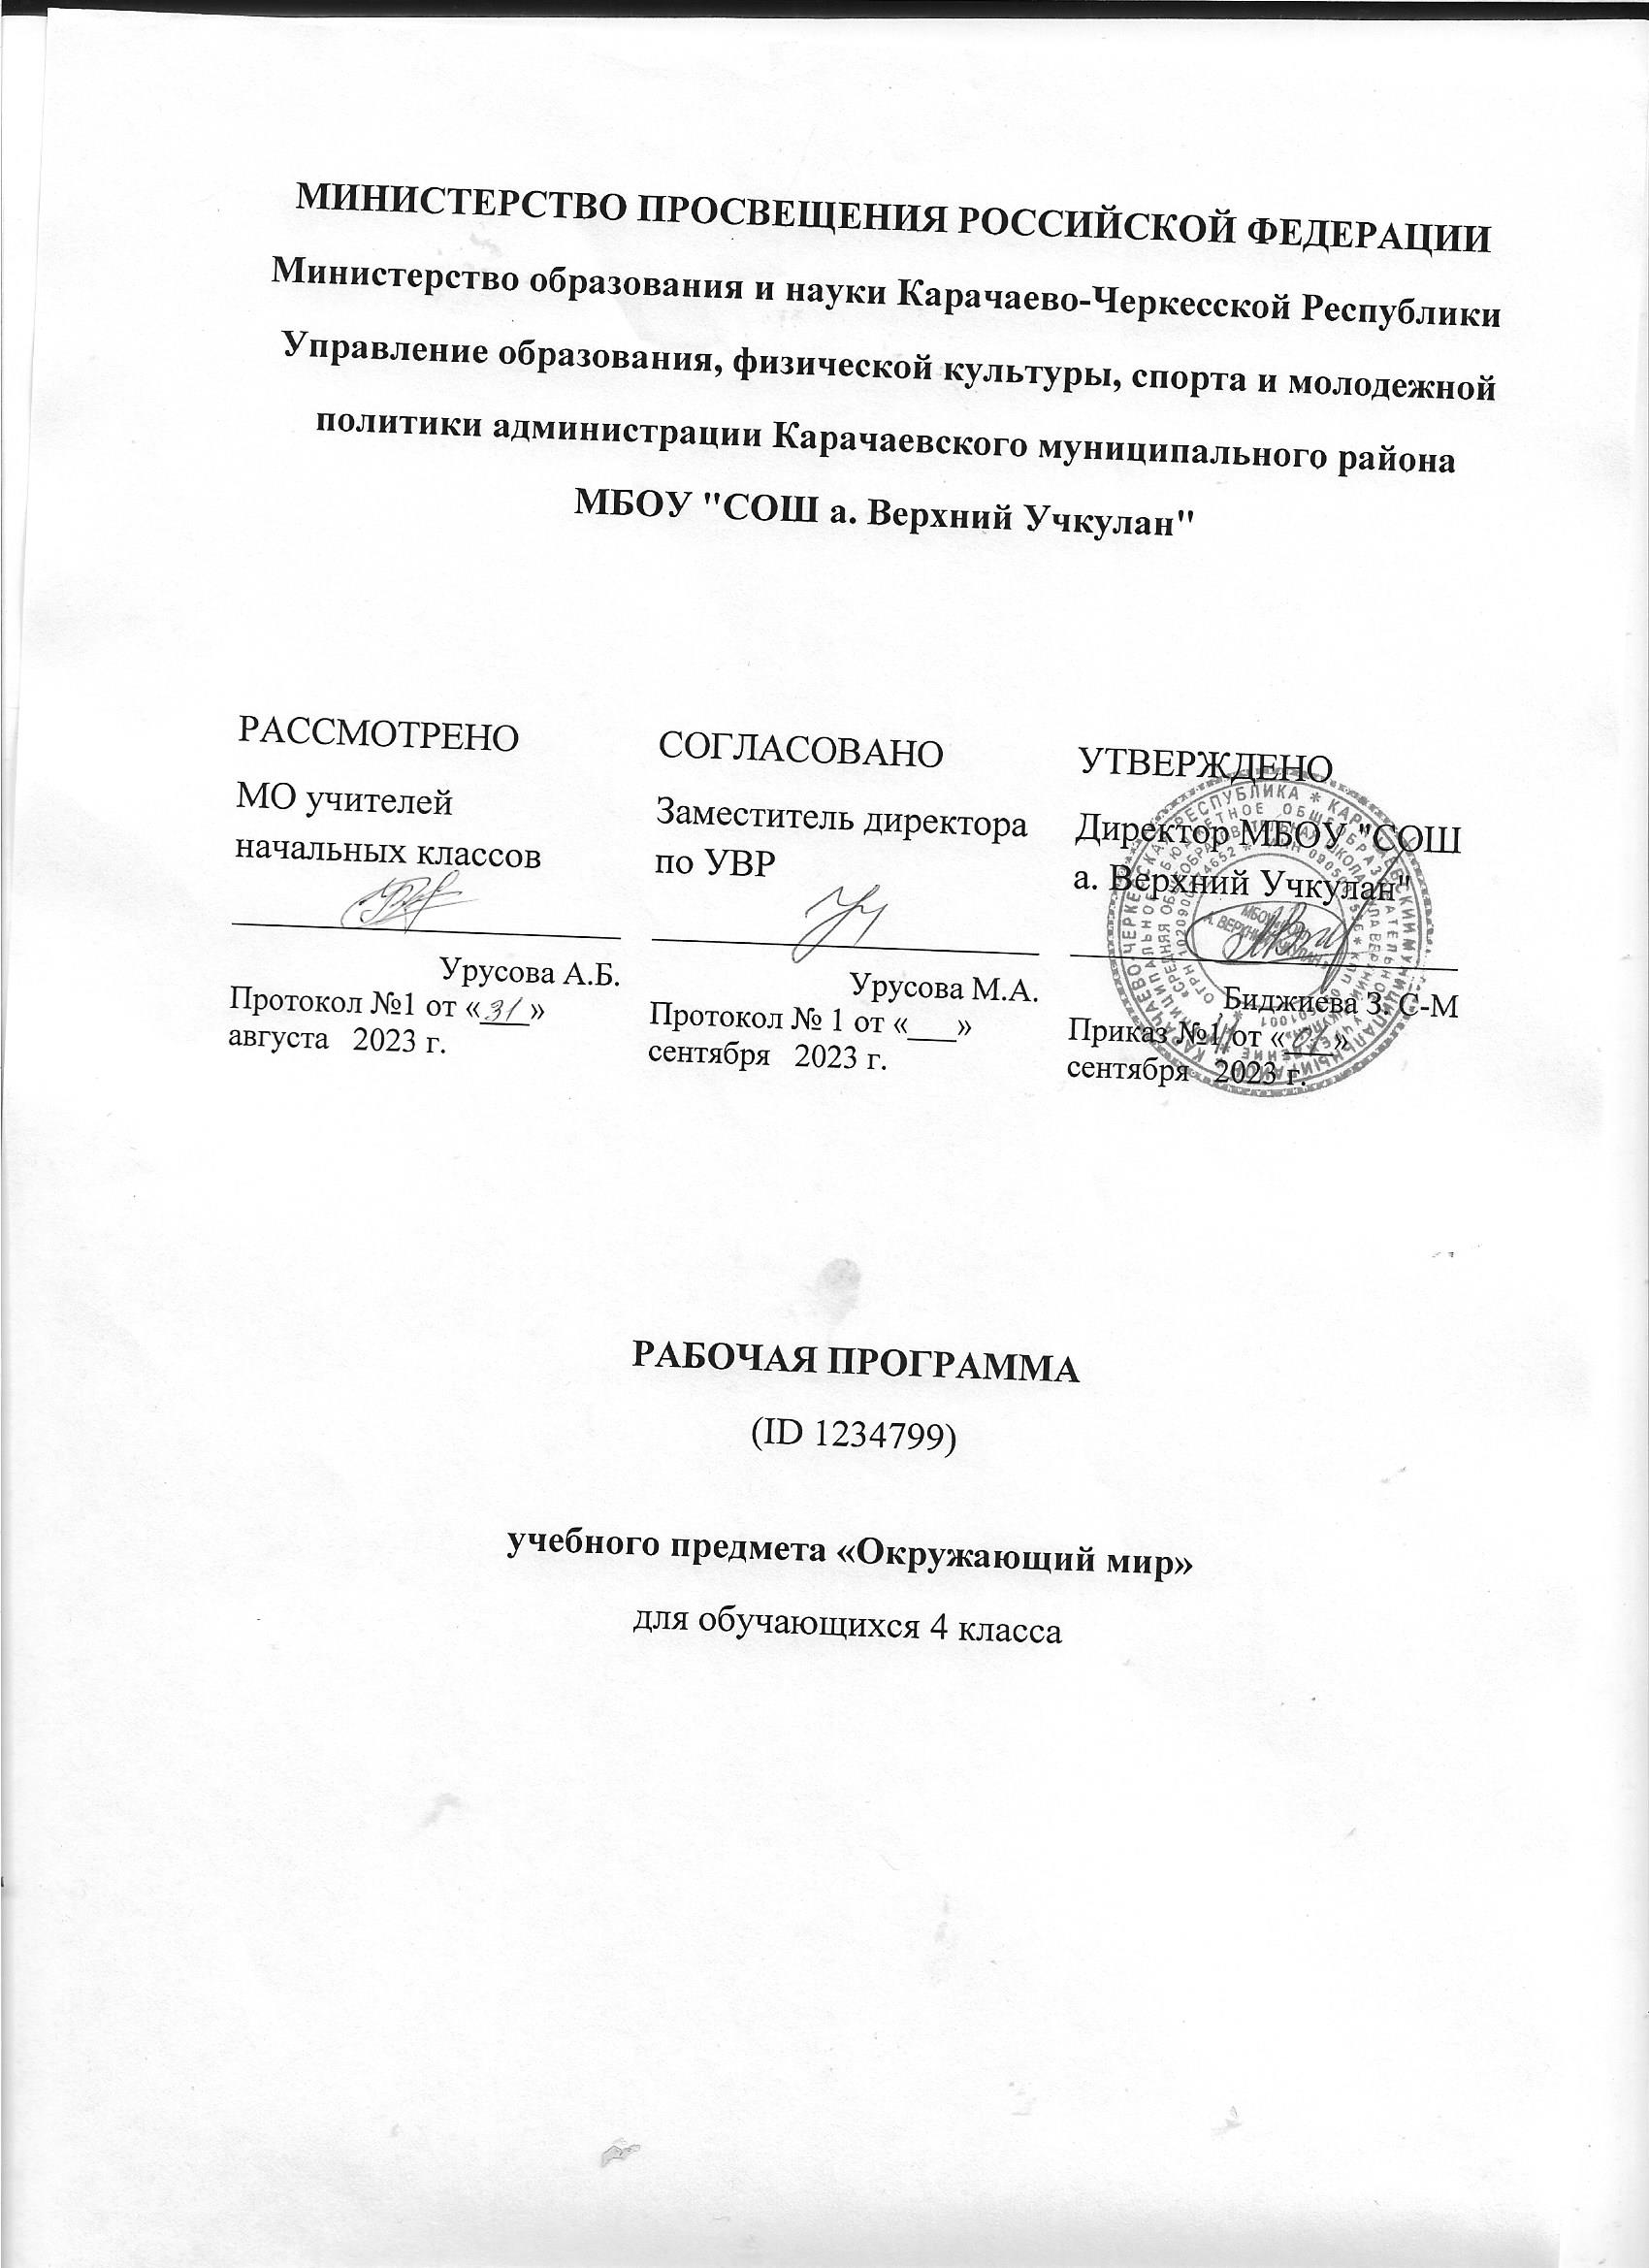 МИНИСТЕРСТВО ПРОСВЕЩЕНИЯ РОССИЙСКОЙ ФЕДЕРАЦИИ
Министерство образования и науки Карачаево-Черкесской Республики
Управление образования, физической культуры, спорта и молодежной
политики администрации Карачаевского муниципального района
МБОУ "СОШ а. Верхний Учкулан"
РАССМОТРЕНО
МО учителей
начальных классов
Урусова А.Б.
Протокол №1 от «31»
августа 2023 г.
СОГЛАСОВАНО
Заместитель директора
по УВР
Урусова М.А.
Протокол № 1 от «___»
сентября 2023 г.
УТВЕРЖДЕНО
Директор МБОУ "СОШ
а. Верхний Учкулан"
Биджиева З. С-М
Приказ №1 от «01»
сентября 2023 г.
РАБОЧАЯ ПРОГРАММА
(ID 1234799)
учебного предмета «Окружающий мир»
для обучающихся 4 класса